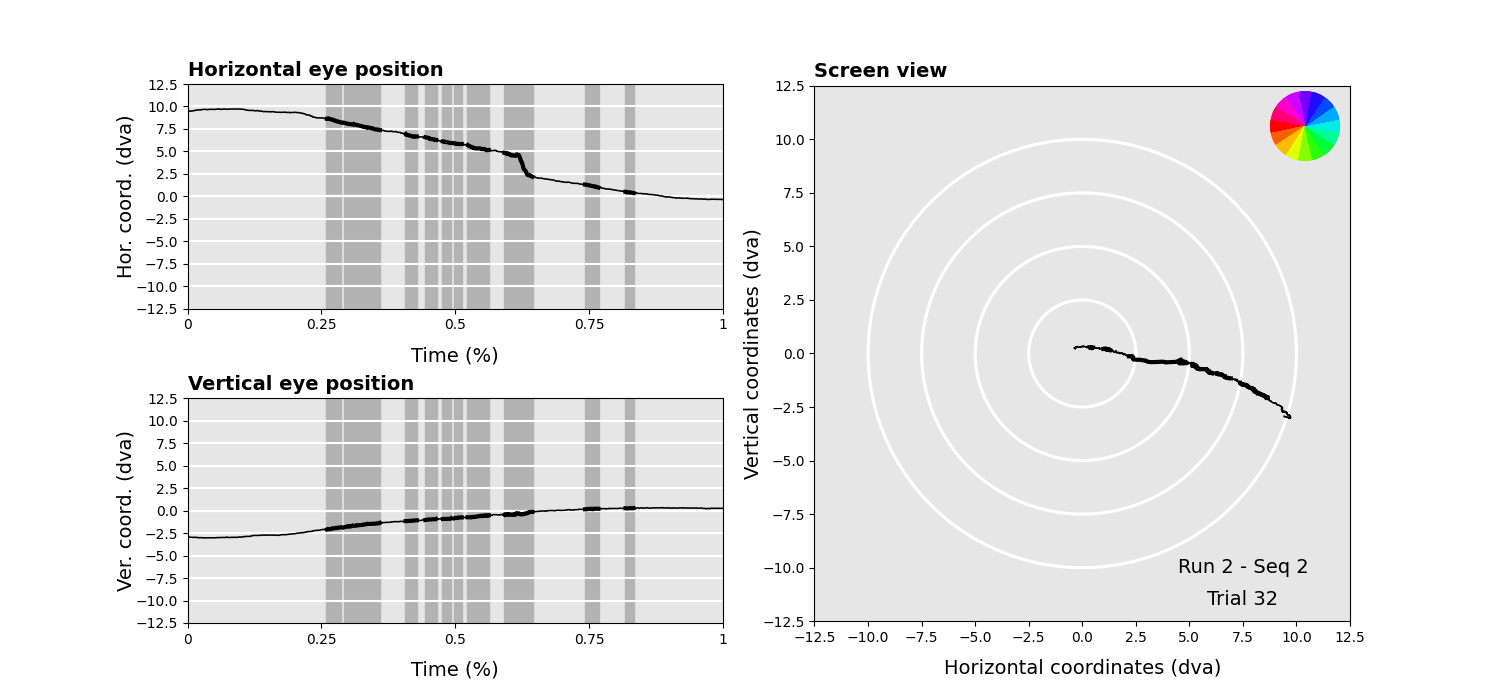 Horizontal eye position
Hor. coord. (dva)
12.5
10.0
7.5
5.0
2.5
0.0
−2.5
−5.0
−7.5
−10.0
−12.5
0 0.25 0.5 0.75 1
Time (%)
Vertical eye position
Ver. coord. (dva)
12.5
10.0
7.5
5.0
2.5
0.0
−2.5
−5.0
−7.5
−10.0
−12.5
0 0.25 0.5 0.75 1
Time (%)
Screen view
Vertical coordinates (dva)
12.5
10.0
7.5
5.0
2.5
0.0
−2.5
−5.0
−7.5
−10.0
−12.5
Run 2 - Seq 2
Trial 32
−12.5 −10.0 −7.5 −5.0 −2.5 0.0 2.5 5.0 7.5 10.0 12.5
Horizontal coordinates (dva)